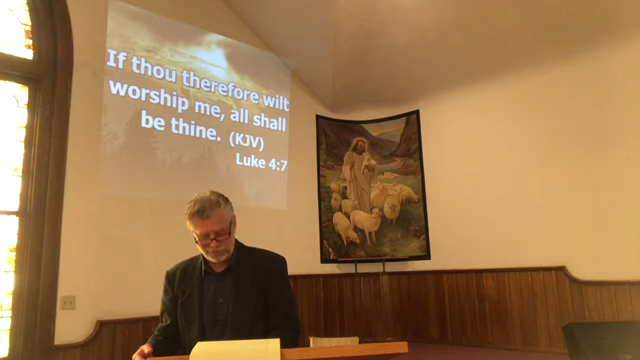 If thou therefore wilt
worship me, all shall
be thine. (KJV)
Luke 4:7